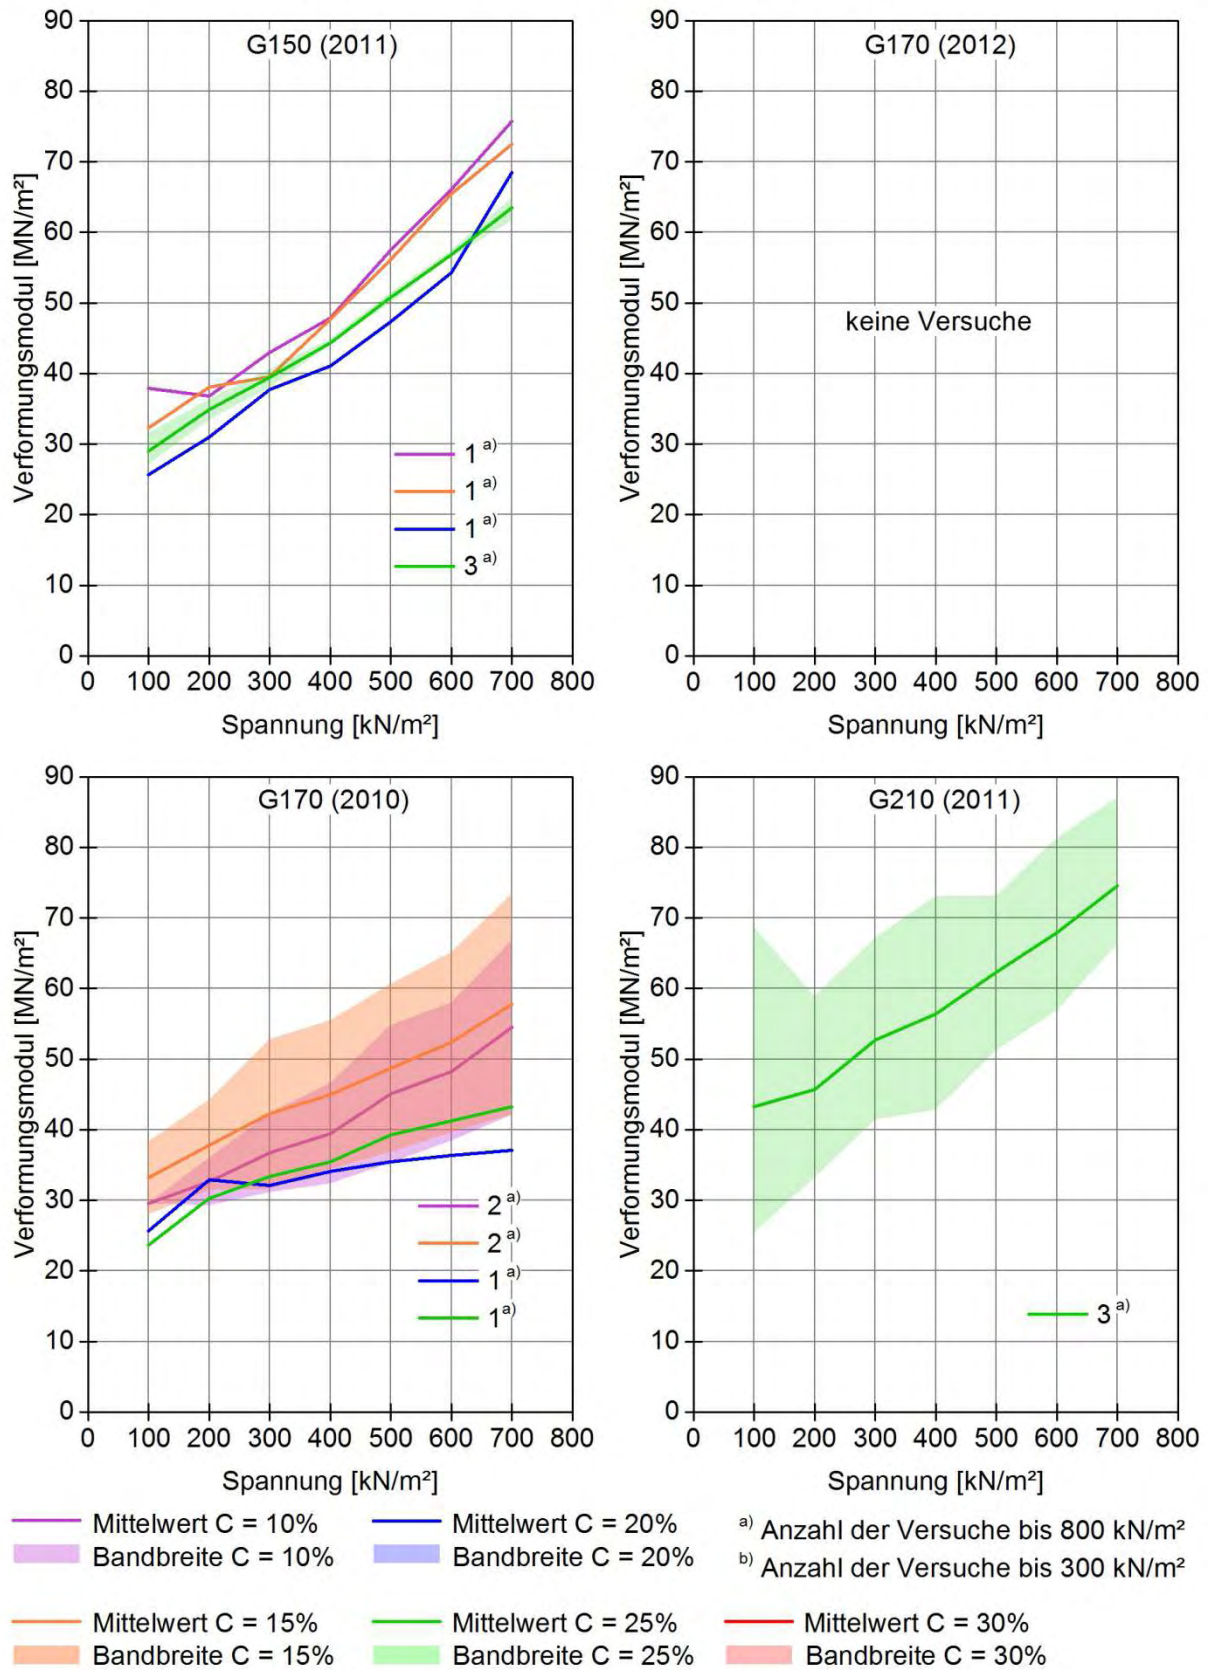 G150 (2011)
Verformungsmodul [MN/m²]
90
80
70
60
50
40
30
20
10
0
1 a)
1 a)
1 a)
3 a)
0 100 200 300 400 500 600 700 800
Spannung [kN/m²]
G170 (2012)
Verformungsmodul [MN/m²]
90
80
70
60
50
40
30
20
10
0
keine Versuche
0 100 200 300 400 500 600 700 800
Spannung [kN/m²]
G170 (2010)
Verformungsmodul [MN/m²]
90
80
70
60
50
40
30
20
10
0
2 a)
2 a)
1 a)
1 a)
0 100 200 300 400 500 600 700 800
Spannung [kN/m²]
G210 (2011)
Verformungsmodul [MN/m²]
90
80
70
60
50
40
30
20
10
0
3 a)
0 100 200 300 400 500 600 700 800
Spannung [kN/m²]
Mittelwert C = 10%
Bandbreite C = 10%
Mittelwert C = 20%
Bandbreite C = 20%
a) Anzahl der Versuche bis 800 kN/m²
b) Anzahl der Versuche bis 300 kN/m²
Mittelwert C = 15%
Bandbreite C = 15%
Mittelwert C = 25%
Bandbreite C = 25%
Mittelwert C = 30%
Bandbreite C = 30%